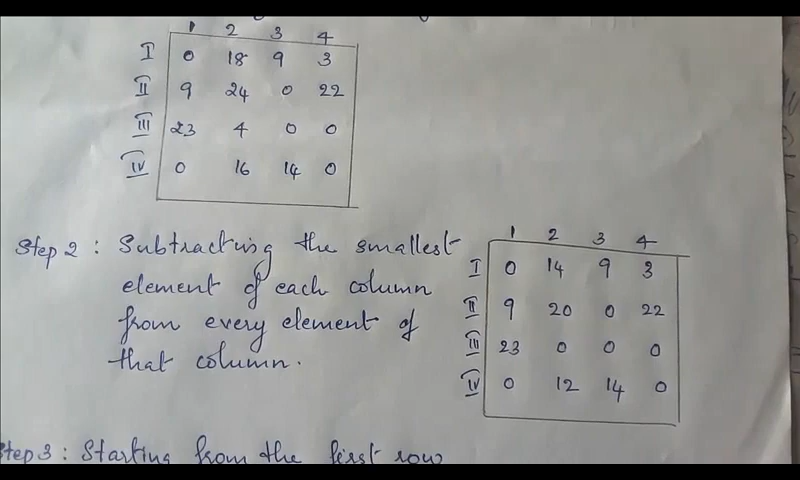 1 2 3 4
I 0 18 9 3
II 9 24 0 22
III 23 4 0 0
IV 0 16 14 0
Step 2 : Subtracting the smallest
element of each column
from every element of
that column.
1 2 3 4
I 0 14 9 3
II 9 20 0 22
III 23 0 0 0
IV 0 12 14 0
Step 3 : Starting from the first row